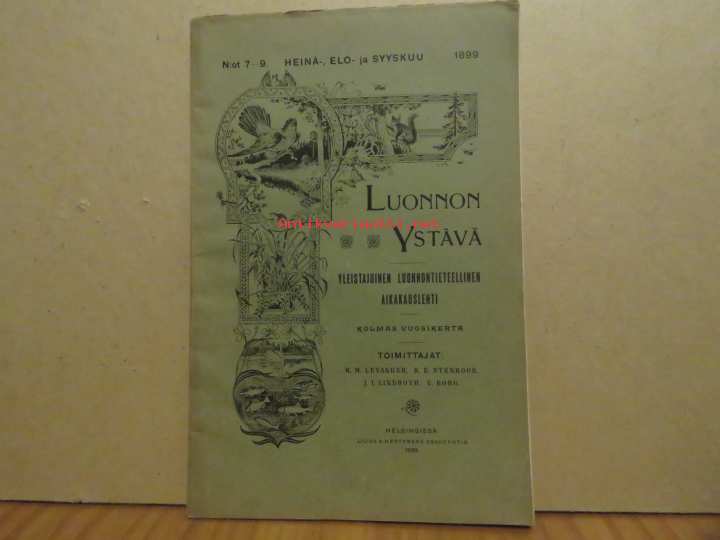 N:ot 7–9. HEINÄ-, ELO- ja SYYSKUU 1899
LUONNON
YSTÄVÄ
YLEISTAJUINEN LUONNONTIETEELLINEN
AIKAKAUSLEHTI
KOLMAS VUOSIKERTA
TOIMITTAJAT:
K. M. LEVANDER, K. E. STENROOS,
J. I. LINDROTH, E. BORG.
HELSINGISSÄ
1899.